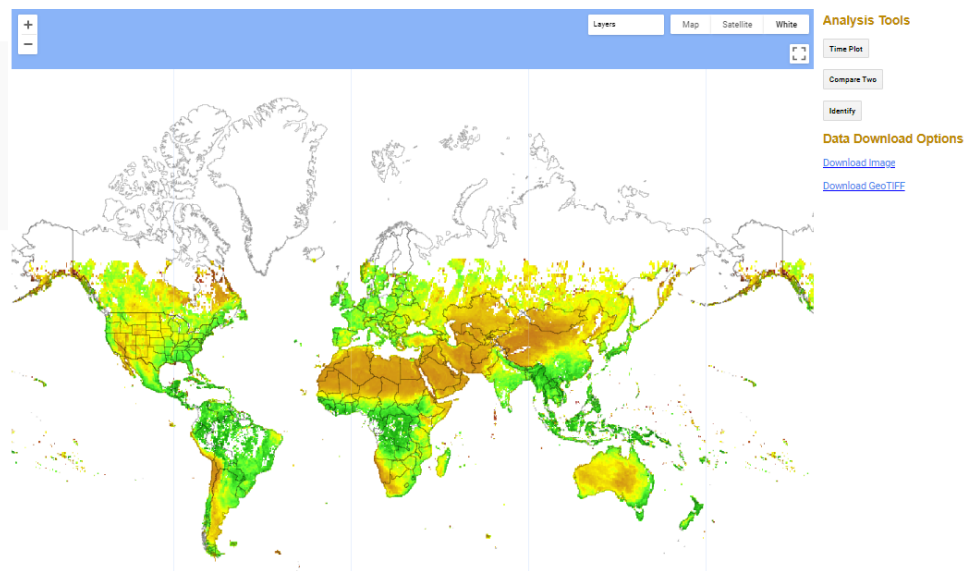 +
−
Layers
Map
Satellite
White
Analysis Tools
Time Plot
Compare Two
Identify
Data Download Options
Download Image
Download GeoTIFF